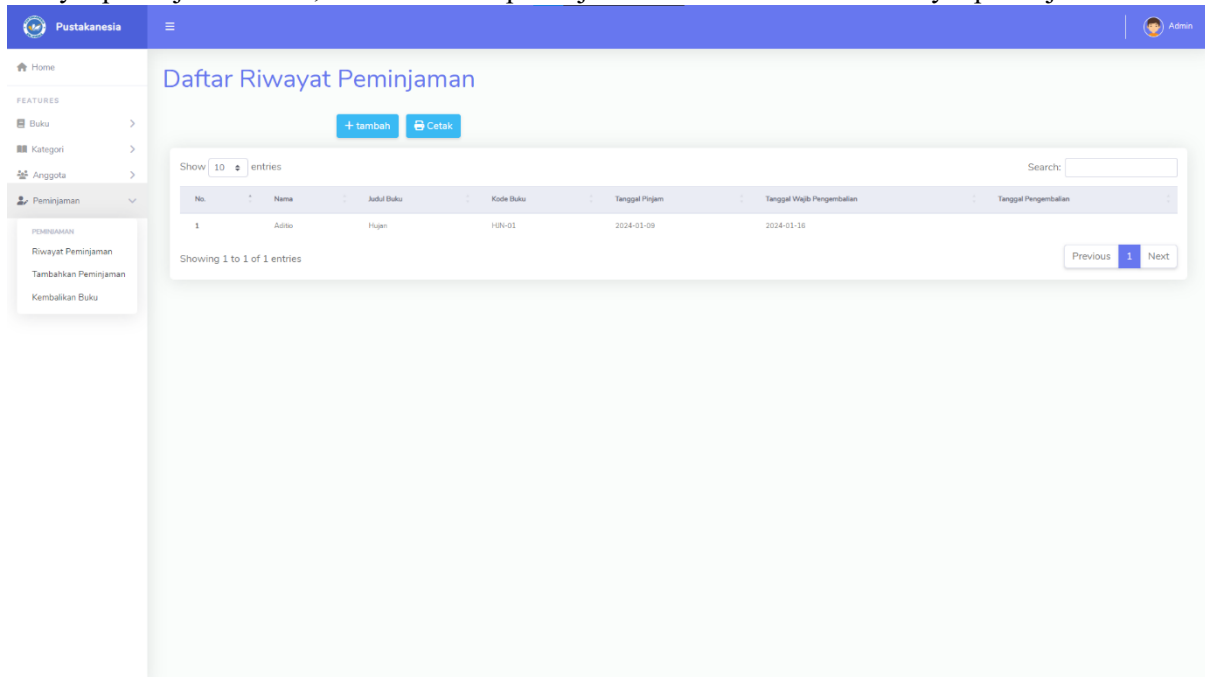 Pustakanesia
Admin
Home
FEATURES
Buku
Kategori
Anggota
Peminjaman
PEMINJAMAN
Riwayat Peminjaman
Tambahkan Peminjaman
Kembalikan Buku
Daftar Riwayat Peminjaman
+ tambah Cetak
Show 10 entries Search:
No. Nama Judul Buku Kode Buku Tanggal Pinjam Tanggal Wajib Pengembalian Tanggal Pengembalian
1 Aditio Hujan HJN-01 2024-01-09 2024-01-16
Showing 1 to 1 of 1 entries Previous 1 Next